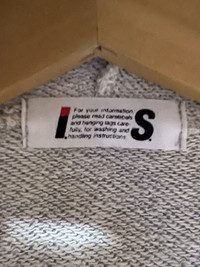 I.S.
For your information
please read carefully
and hanging tags care-
fully, for washing and
handling instructions.